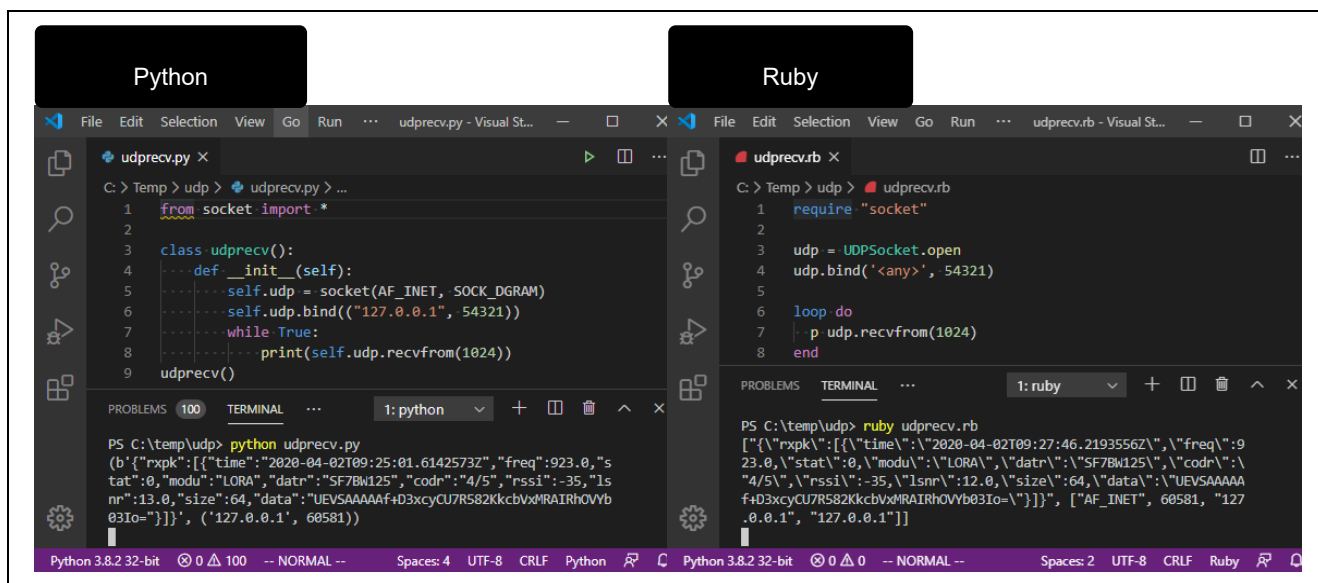 Python
File Edit Selection View Go Run ··· udprecv.py - Visual St...
udprecv.py
C: > Temp > udp > udprecv.py > ...
1 from socket import *
2
3 class udprecv():
4     def __init__(self):
5         self.udp = socket(AF_INET, SOCK_DGRAM)
6         self.udp.bind(("127.0.0.1", 54321))
7         while True:
8             print(self.udp.recvfrom(1024))
9 udprecv()
PROBLEMS 100 TERMINAL ··· 1: python
PS C:\temp\udp> python udprecv.py
(b'{"rxpk":[{"time":"2020-04-02T09:25:01.6142573Z","freq":923.0,"s
tat":0,"modu":"LORA","datr":"SF7BW125","codr":"4/5","rssi":-35,"ls
nr":13.0,"size":64,"data":"UEVSAAAAAf+D3xcyCU7R582KkcbVxMRAIRhOVYb
03Io="}]}', ('127.0.0.1', 60581))
Python 3.8.2 32-bit 0 100 -- NORMAL -- Spaces: 4 UTF-8 CRLF Python
Ruby
File Edit Selection View Go Run ··· udprecv.rb - Visual St...
udprecv.rb
C: > Temp > udp > udprecv.rb
1 require "socket"
2
3 udp = UDPSocket.open
4 udp.bind('<any>', 54321)
5
6 loop do
7   p udp.recvfrom(1024)
8 end
PROBLEMS TERMINAL ··· 1: ruby
PS C:\temp\udp> ruby udprecv.rb
["{\"rxpk\":[{\"time\":\"2020-04-02T09:27:46.2193556Z\",\"freq\":9
23.0,\"stat\":0,\"modu\":\"LORA\",\"datr\":\"SF7BW125\",\"codr\":\
"4/5\",\"rssi\":-35,\"lsnr\":12.0,\"size\":64,\"data\":\"UEVSAAAAA
f+D3xcyCU7R582KkcbVxMRAIRhOVYb03Io=\"}]}", ["AF_INET", 60581, "127
.0.0.1", "127.0.0.1"]]
Python 3.8.2 32-bit 0 0 -- NORMAL -- Spaces: 2 UTF-8 CRLF Ruby